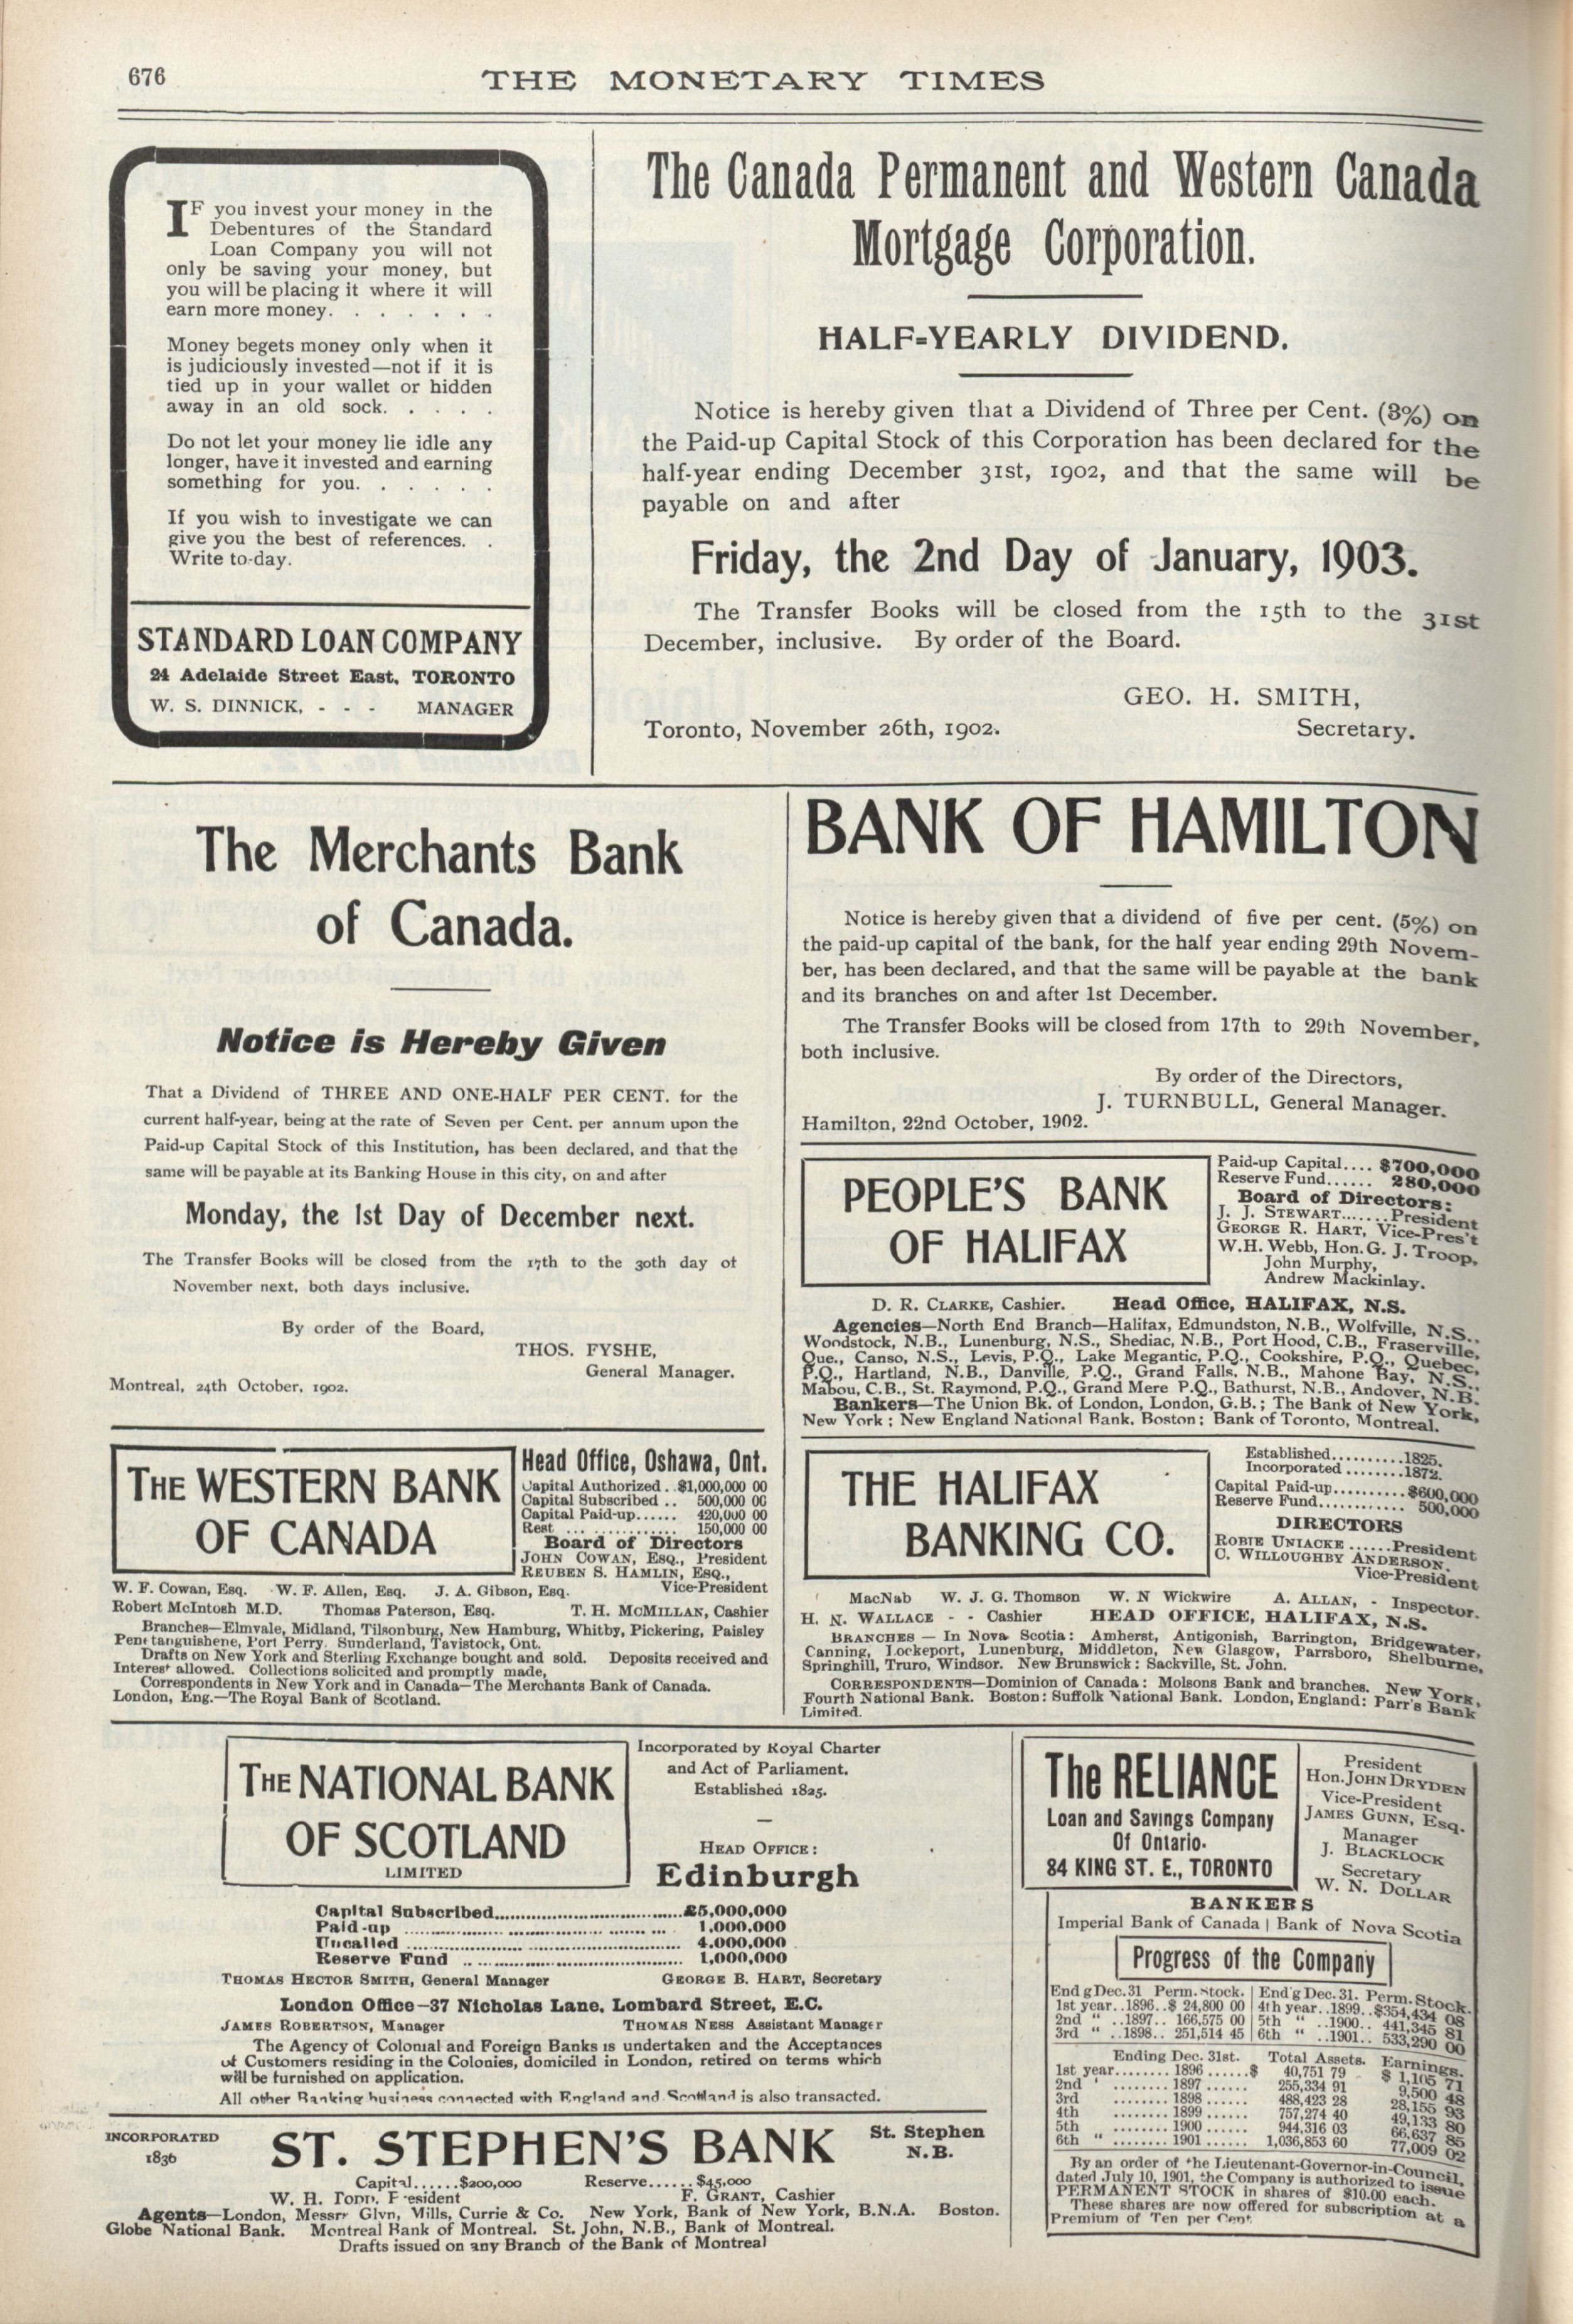 676
THE MONETARY TIMES
IF you invest your money in the
Debentures of the Standard
Loan Company you will not
only be saving your money, but
you will be placing it where it will
earn more money. . . . . . .
Money begets money only when it
is judiciously invested—not if it is
tied up in your wallet or hidden
away in an old sock. . . . .
Do not let your money lie idle any
longer, have it invested and earning
something for you. . . . . .
If you wish to investigate we can
give you the best of references. .
Write to-day.
STANDARD LOAN COMPANY
24 Adelaide Street East, TORONTO
W. S. DINNICK, - - - MANAGER
The Canada Permanent and Western Canada
Mortgage Corporation.
HALF-YEARLY DIVIDEND.
Notice is hereby given that a Dividend of Three per Cent. (3%) on
the Paid-up Capital Stock of this Corporation has been declared for the
half-year ending December 31st, 1902, and that the same will be
payable on and after
Friday, the 2nd Day of January, 1903.
The Transfer Books will be closed from the 15th to the 31st
December, inclusive. By order of the Board.
GEO. H. SMITH,
Toronto, November 26th, 1902. Secretary.
The Merchants Bank
of Canada.
Notice is Hereby Given
That a Dividend of THREE AND ONE-HALF PER CENT. for the
current half-year, being at the rate of Seven per Cent. per annum upon the
Paid-up Capital Stock of this Institution, has been declared, and that the
same will be payable at its Banking House in this city, on and after
Monday, the 1st Day of December next.
The Transfer Books will be closed from the 17th to the 30th day of
November next, both days inclusive.
By order of the Board,
THOS. FYSHE,
General Manager.
Montreal, 24th October, 1902.
BANK OF HAMILTON
Notice is hereby given that a dividend of five per cent. (5%) on
the paid-up capital of the bank, for the half year ending 29th Novem-
ber, has been declared, and that the same will be payable at the bank
and its branches on and after 1st December.
The Transfer Books will be closed from 17th to 29th November,
both inclusive.
By order of the Directors,
J. TURNBULL, General Manager.
Hamilton, 22nd October, 1902.
PEOPLE'S BANK
OF HALIFAX
Paid-up Capital.... $700,000
Reserve Fund...... 280,000
Board of Directors:
J. J. STEWART.......President
GEORGE R. HART, Vice-Pres't
W.H. Webb, Hon. G. J. Troop,
John Murphy,
Andrew Mackinlay.
D. R. CLARKE, Cashier. Head Office, HALIFAX, N.S.
Agencies—North End Branch—Halifax, Edmundston, N.B., Wolfville, N.S.,
Woodstock, N.B., Lunenburg, N.S., Shediac, N.B., Port Hood, C.B., Fraserville,
Que., Canso, N.S., Levis, P.Q., Lake Megantic, P.Q., Cookshire, P.Q., Quebec,
P.Q., Hartland, N.B., Danville, P.Q., Grand Falls, N.B., Mahone Bay, N.S.,
Mabou, C.B., St. Raymond, P.Q., Grand Mere P.Q., Bathurst, N.B., Andover, N.B.
Bankers—The Union Bk. of London, London, G.B.; The Bank of New York,
New York; New England National Bank, Boston; Bank of Toronto, Montreal.
THE WESTERN BANK
OF CANADA
Head Office, Oshawa, Ont.
Capital Authorized..$1,000,000 00
Capital Subscribed .. 500,000 00
Capital Paid-up...... 420,000 00
Rest ............... 150,000 00
Board of Directors
JOHN COWAN, ESQ., President
REUBEN S. HAMLIN, ESQ.,
Vice-President
W. F. Cowan, Esq. W. F. Allen, Esq. J. A. Gibson, Esq.
Robert McIntosh M.D. Thomas Paterson, Esq. T. H. MCMILLAN, Cashier
Branches—Elmvale, Midland, Tilsonburg, New Hamburg, Whitby, Pickering, Paisley
Penetanguishene, Port Perry, Sunderland, Tavistock, Ont.
Drafts on New York and Sterling Exchange bought and sold. Deposits received and
Interest allowed. Collections solicited and promptly made,
Correspondents in New York and in Canada—The Merchants Bank of Canada.
London, Eng.—The Royal Bank of Scotland.
THE HALIFAX
BANKING CO.
Established..........1825.
Incorporated ........1872.
Capital Paid-up..........$600,000
Reserve Fund............ 500,000
DIRECTORS
ROBIE UNIACKE ......President
C. WILLOUGHBY ANDERSON.
Vice-President
MacNab W. J. G. Thomson W. N Wickwire A. ALLAN, - Inspector.
H. N. WALLACE - - Cashier HEAD OFFICE, HALIFAX, N.S.
BRANCHES — In Nova Scotia: Amherst, Antigonish, Barrington, Bridgewater,
Canning, Lockeport, Lunenburg, Middleton, New Glasgow, Parrsboro, Shelburne,
Springhill, Truro, Windsor. New Brunswick: Sackville, St. John.
CORRESPONDENTS—Dominion of Canada: Molsons Bank and branches. New York,
Fourth National Bank. Boston: Suffolk National Bank. London, England: Parr's Bank
Limited.
THE NATIONAL BANK
OF SCOTLAND
LIMITED
Incorporated by Royal Charter
and Act of Parliament.
Established 1825.
HEAD OFFICE:
Edinburgh
Capital Subscribed..........£5,000,000
Paid-up .......... 1,000,000
Uncalled .......... 4,000,000
Reserve Fund .......... 1,000,000
THOMAS HECTOR SMITH, General Manager GEORGE B. HART, Secretary
London Office—37 Nicholas Lane, Lombard Street, E.C.
JAMES ROBERTSON, Manager THOMAS NESS Assistant Manager
The Agency of Colonial and Foreign Banks is undertaken and the Acceptances
of Customers residing in the Colonies, domiciled in London, retired on terms which
will be furnished on application.
All other Banking business connected with England and Scotland is also transacted.
INCORPORATED
1836
ST. STEPHEN'S BANK
St. Stephen
N.B.
Capital......$200,000 Reserve......$45,000
W. H. TODD, President F. GRANT, Cashier
Agents—London, Messrs Glyn, Mills, Currie & Co. New York, Bank of New York, B.N.A. Boston.
Globe National Bank. Montreal Bank of Montreal. St. John, N.B., Bank of Montreal.
Drafts issued on any Branch of the Bank of Montreal
The RELIANCE
Loan and Savings Company
Of Ontario.
84 KING ST. E., TORONTO
President
Hon. JOHN DRYDEN
Vice-President
JAMES GUNN, Esq.
Manager
J. BLACKLOCK
Secretary
W. N. DOLLAR
BANKERS
Imperial Bank of Canada | Bank of Nova Scotia
Progress of the Company
End g Dec. 31 Perm. Stock. | End'g Dec. 31. Perm. Stock.
1st year..1896..$ 24,800 00 | 4th year..1899..$354,434 08
2nd " ..1897.. 166,575 00 | 5th " ..1900.. 441,345 81
3rd " ..1898.. 251,514 45 | 6th " ..1901.. 533,290 00
Ending Dec. 31st. Total Assets. Earnings.
1st year........ 1896 ......$ 40,751 79 $ 1,105 71
2nd ' ........ 1897 ...... 255,334 91 9,500 48
3rd ........ 1898 ...... 488,423 28 28,155 93
4th ........ 1899 ...... 757,274 40 49,133 80
5th ........ 1900 ...... 944,316 03 66,637 85
6th " ........ 1901 ...... 1,036,853 60 77,009 02
By an order of the Lieutenant-Governor-in-Council,
dated July 10, 1901, the Company is authorized to issue
PERMANENT STOCK in shares of $10.00 each.
These shares are now offered for subscription at a
Premium of Ten per Cent.